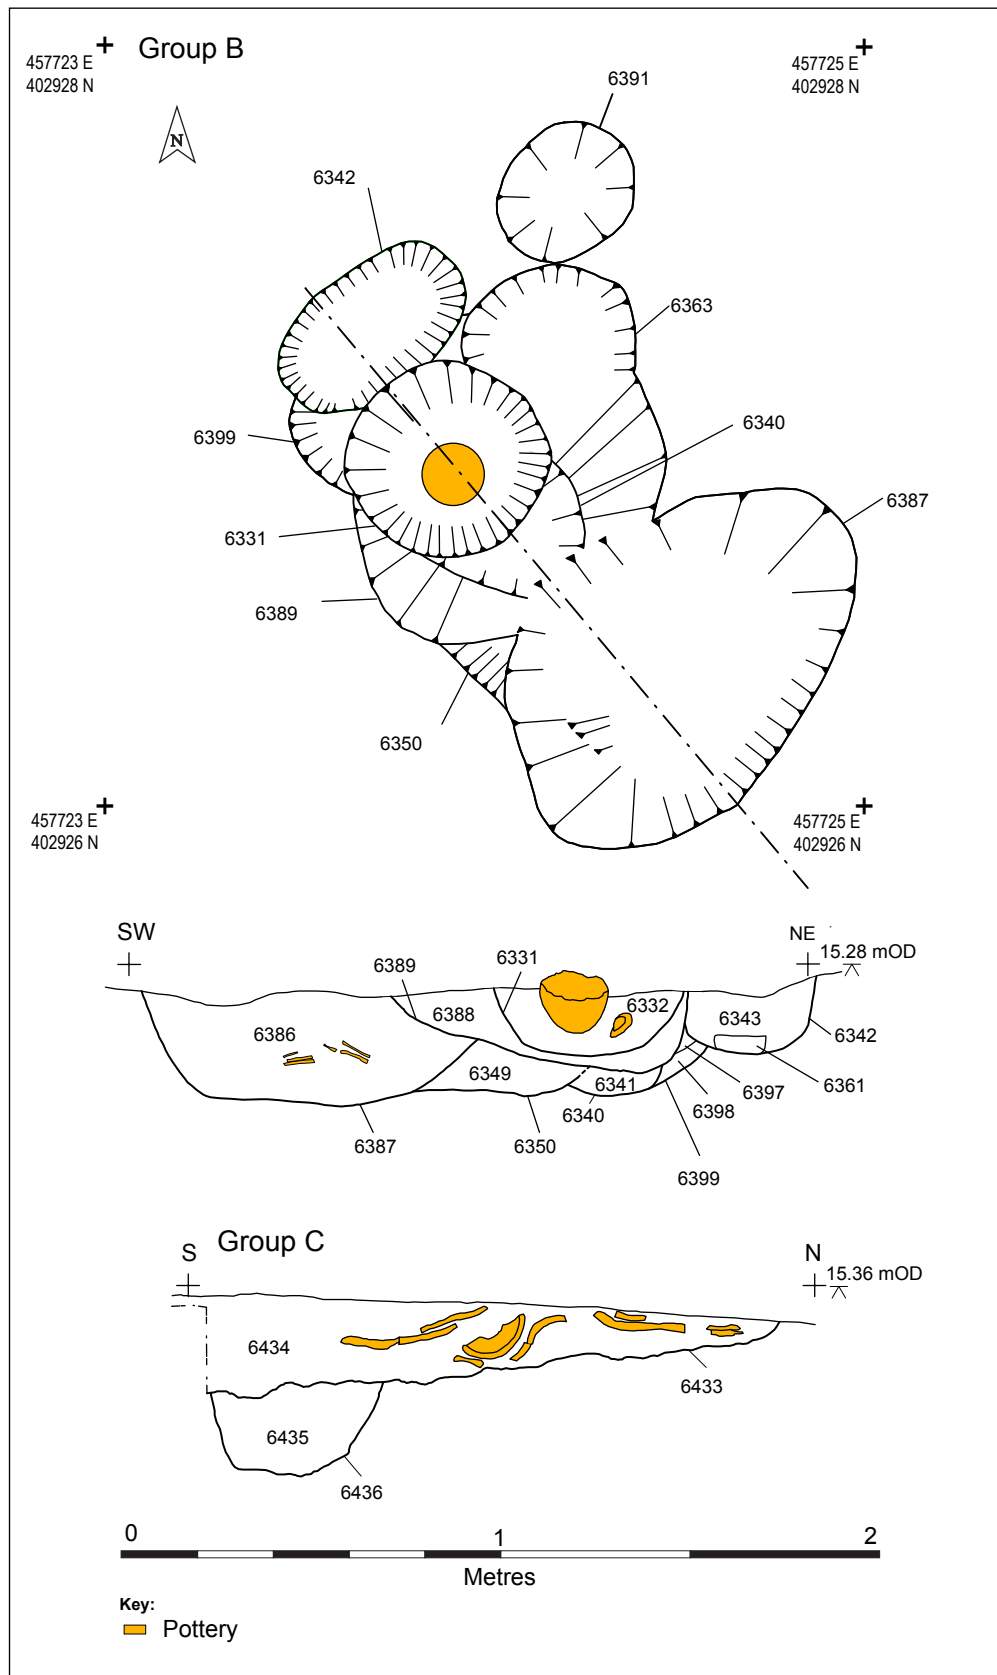 Group B
457723 E
402928 N
457725 E
402928 N
N
6391
6342
6363
6340
6399
6387
6331
6389
6350
457723 E
402926 N
457725 E
402926 N
SW
NE
15.28 mOD
6389
6331
6388
6332
6343
6342
6386
6349
6341
6397
6361
6340
6398
6387
6350
6399
Group C
S
N
15.36 mOD
6434
6433
6435
6436
0
1
2
Metres
Key:
Pottery